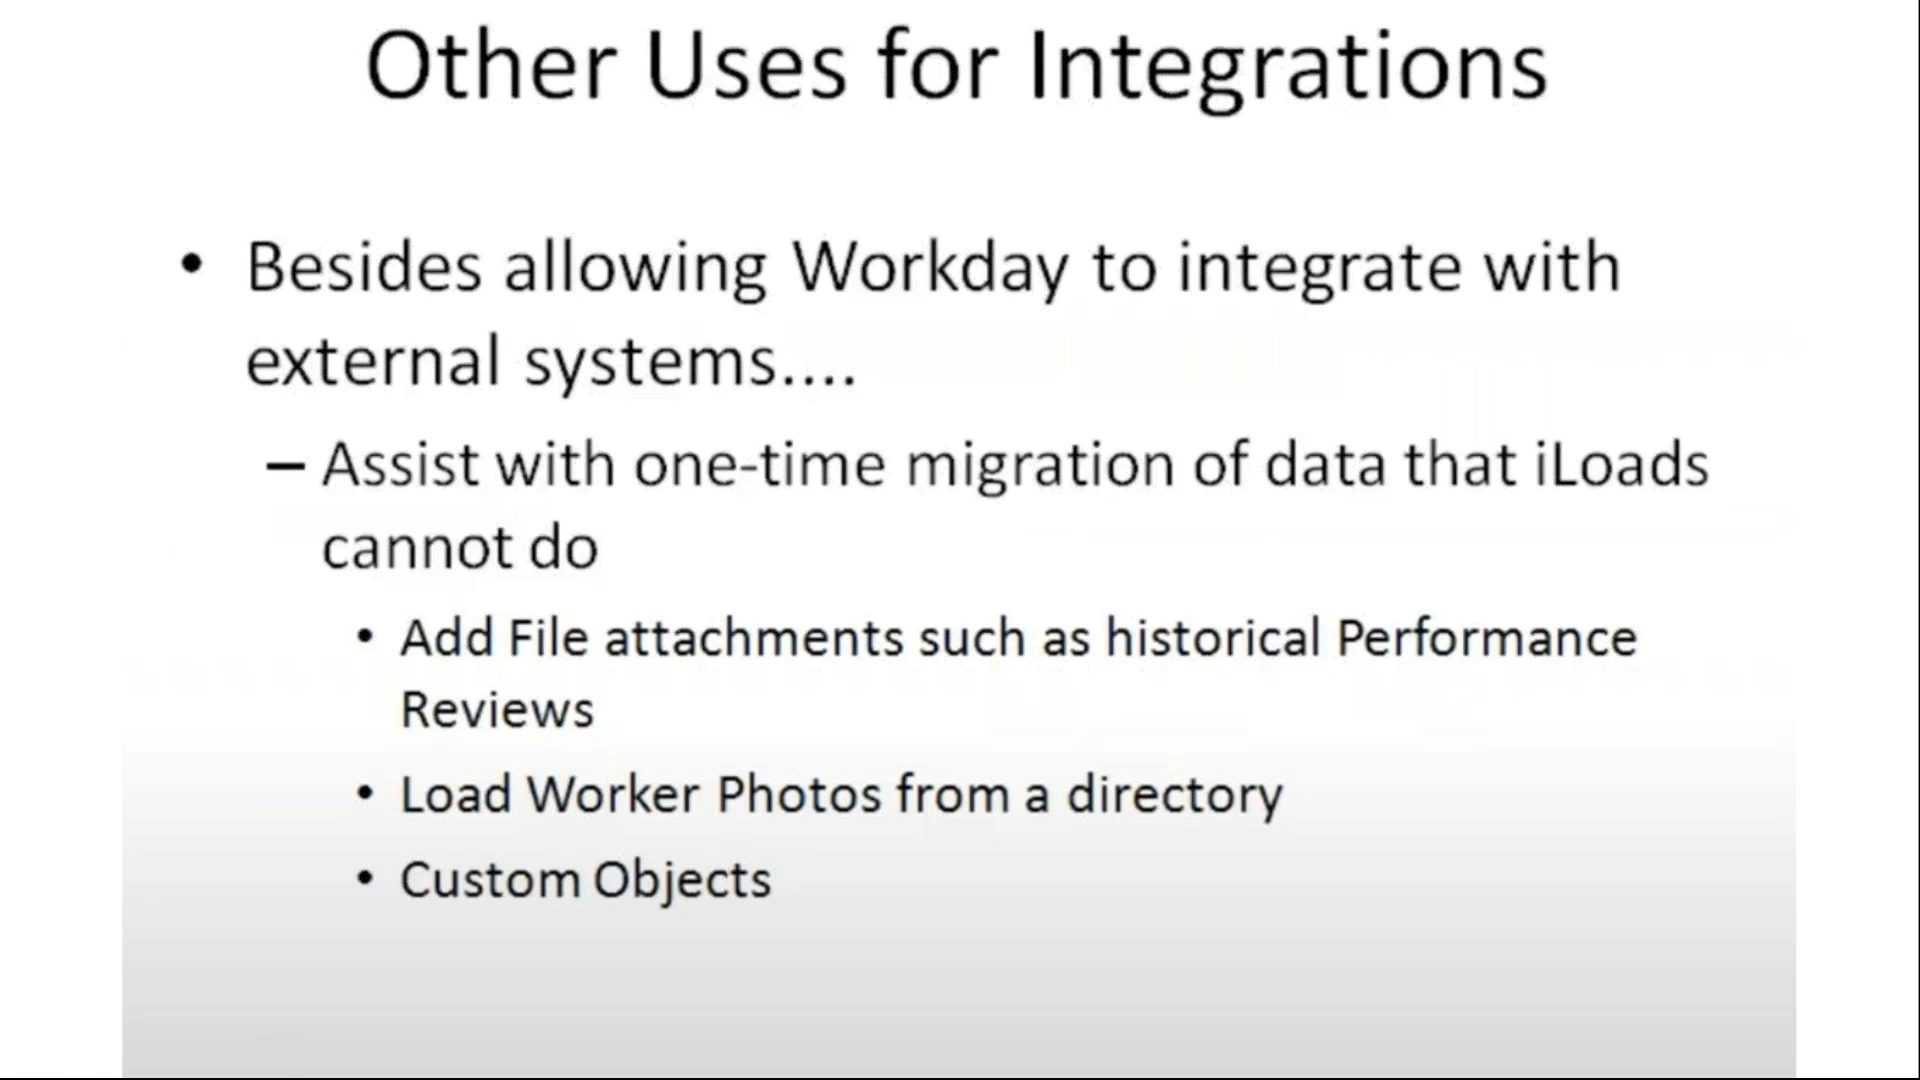 Other Uses for Integrations
• Besides allowing Workday to integrate with
external systems....
– Assist with one-time migration of data that iLoads
cannot do
• Add File attachments such as historical Performance
Reviews
• Load Worker Photos from a directory
• Custom Objects